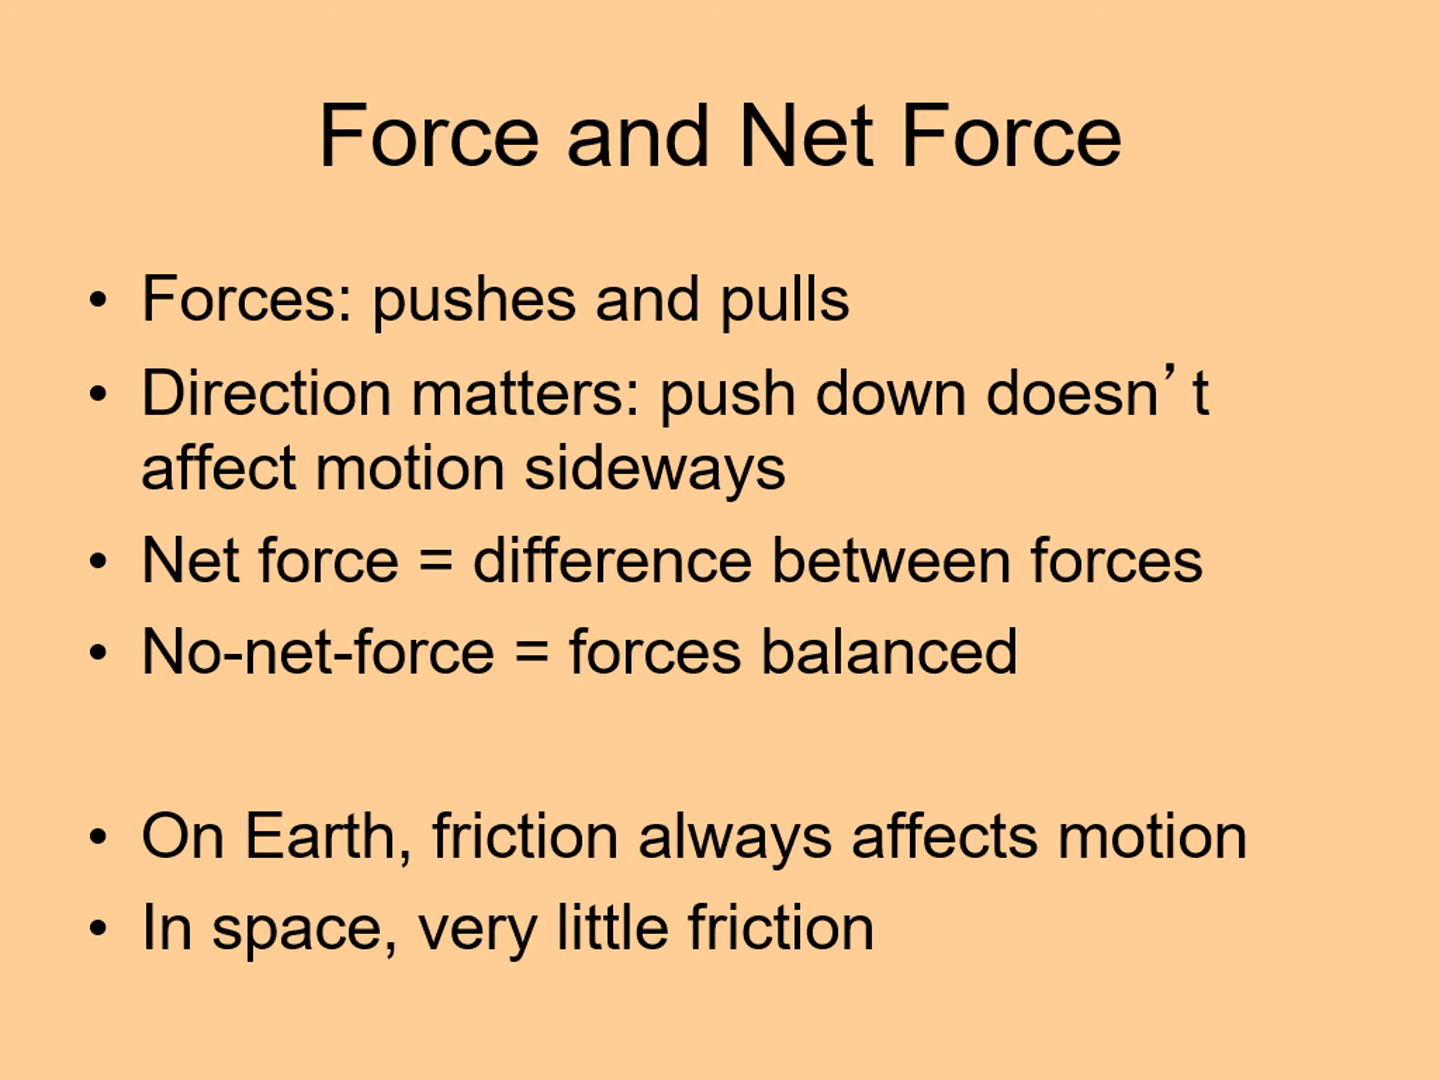 Force and Net Force
• Forces: pushes and pulls
• Direction matters: push down doesn’t
affect motion sideways
• Net force = difference between forces
• No-net-force = forces balanced
• On Earth, friction always affects motion
• In space, very little friction